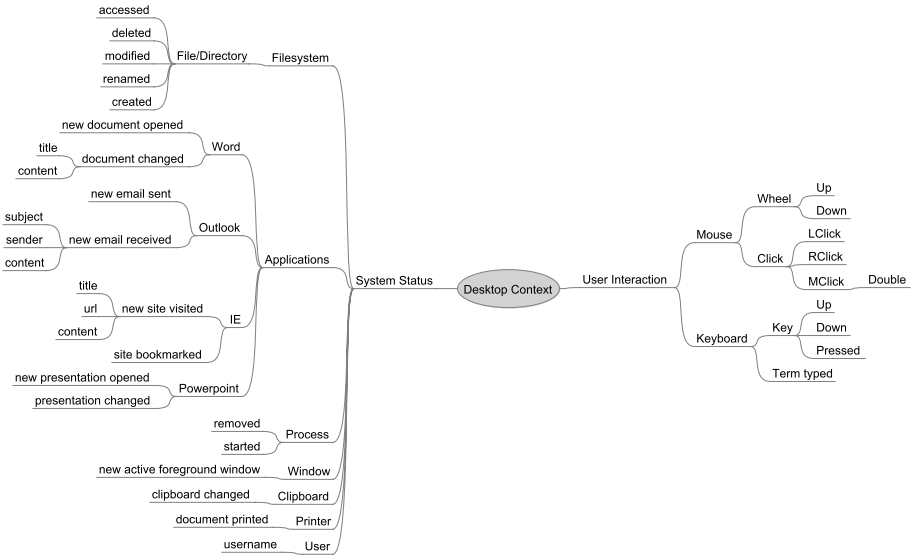 Desktop Context
System Status
Filesystem
File/Directory
accessed
deleted
modified
renamed
created
Applications
Word
new document opened
document changed
title
content
Outlook
new email sent
new email received
subject
sender
content
IE
new site visited
title
url
content
site bookmarked
Powerpoint
new presentation opened
presentation changed
Process
removed
started
Window
new active foreground window
Clipboard
clipboard changed
Printer
document printed
User
username
User Interaction
Mouse
Wheel
Up
Down
Click
LClick
RClick
MClick
Double
Keyboard
Key
Up
Down
Pressed
Term typed